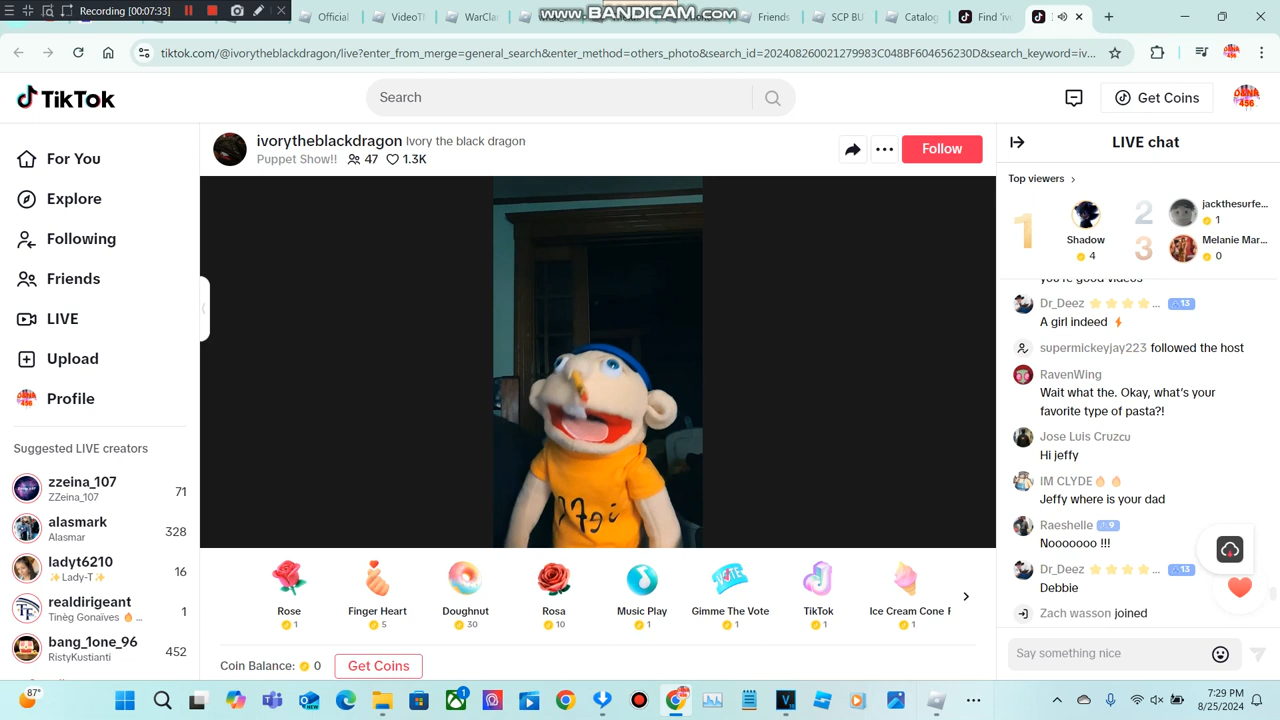 Recording [00:07:33]
www.BANDICAM.com
Official
VideoT
WarCla
Friends
SCP BU
Catalog
Find 'iv
tiktok.com/@ivorytheblackdragon/live?enter_from_merge=general_search&enter_method=others_photo&search_id=202408260021279983C048BF604656230D&search_keyword=iv...
TikTok
Search
Get Coins
For You
Explore
Following
Friends
LIVE
Upload
Profile
Suggested LIVE creators
zzeina_107
ZZeina_107
71
alasmark
Alasmar
328
ladyt6210
✨Lady-T✨
16
realdirigeant
Tinèg Gonaïves 🔥 ...
1
bang_1one_96
RistyKustianti
452
ivorytheblackdragon Ivory the black dragon
Puppet Show!! 47 1.3K
Follow
Rose
1
Finger Heart
5
Doughnut
30
Rosa
10
Music Play
1
Gimme The Vote
1
TikTok
1
Ice Cream Cone F
1
Coin Balance: 0 Get Coins
LIVE chat
Top viewers
1
Shadow
4
2
jackthesurfe...
1
3
Melanie Mar...
0
you're good videos
Dr_Deez ⭐⭐⭐⭐... 13
A girl indeed ⚡
supermickeyjay223 followed the host
RavenWing
Wait what the. Okay, what's your
favorite type of pasta?!
Jose Luis Cruzcu
Hi jeffy
IM CLYDE🔥🔥
Jeffy where is your dad
Raeshelle 9
Nooooooo !!!
Dr_Deez ⭐⭐⭐⭐... 13
Debbie
Zach wasson joined
Say something nice
87°
1
7:29 PM
8/25/2024